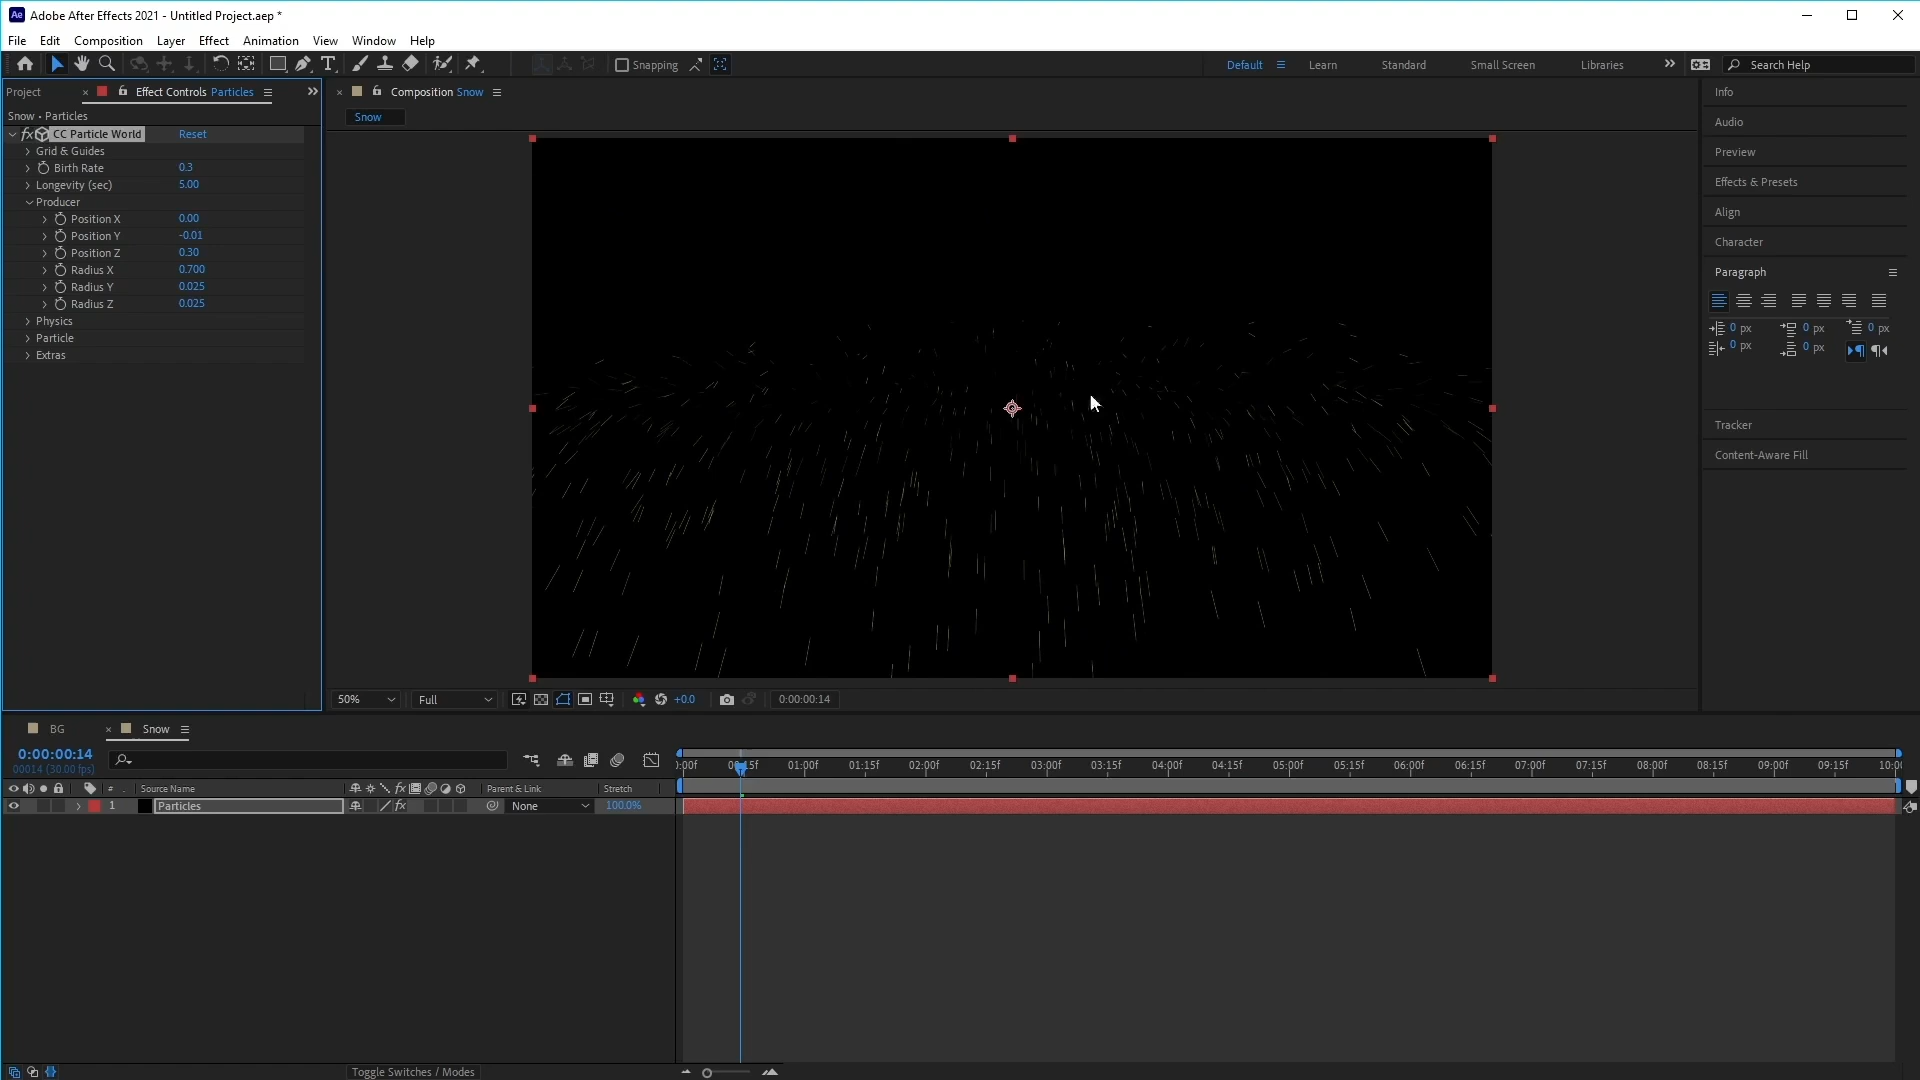 Ae Adobe After Effects 2021 - Untitled Project.aep *
File Edit Composition Layer Effect Animation View Window Help
Snapping
Default Learn Standard Small Screen Libraries Search Help
Project Effect Controls Particles
Composition Snow
Snow • Particles
Snow
fx CC Particle World Reset
Grid & Guides
Birth Rate 0.3
Longevity (sec) 5.00
Producer
Position X 0.00
Position Y -0.01
Position Z 0.30
Radius X 0.700
Radius Y 0.025
Radius Z 0.025
Physics
Particle
Extras
Info
Audio
Preview
Effects & Presets
Align
Character
Paragraph
0 px 0 px 0 px
0 px 0 px
Tracker
Content-Aware Fill
50% Full +0.0 0:00:00:14
BG Snow
0:00:00:14
00014 (30.00 fps)
:00f 00:15f 01:00f 01:15f 02:00f 02:15f 03:00f 03:15f 04:00f 04:15f 05:00f 05:15f 06:00f 06:15f 07:00f 07:15f 08:00f 08:15f 09:00f 09:15f 10:00
# Source Name fx Parent & Link Stretch
1 Particles fx None 100.0%
Toggle Switches / Modes